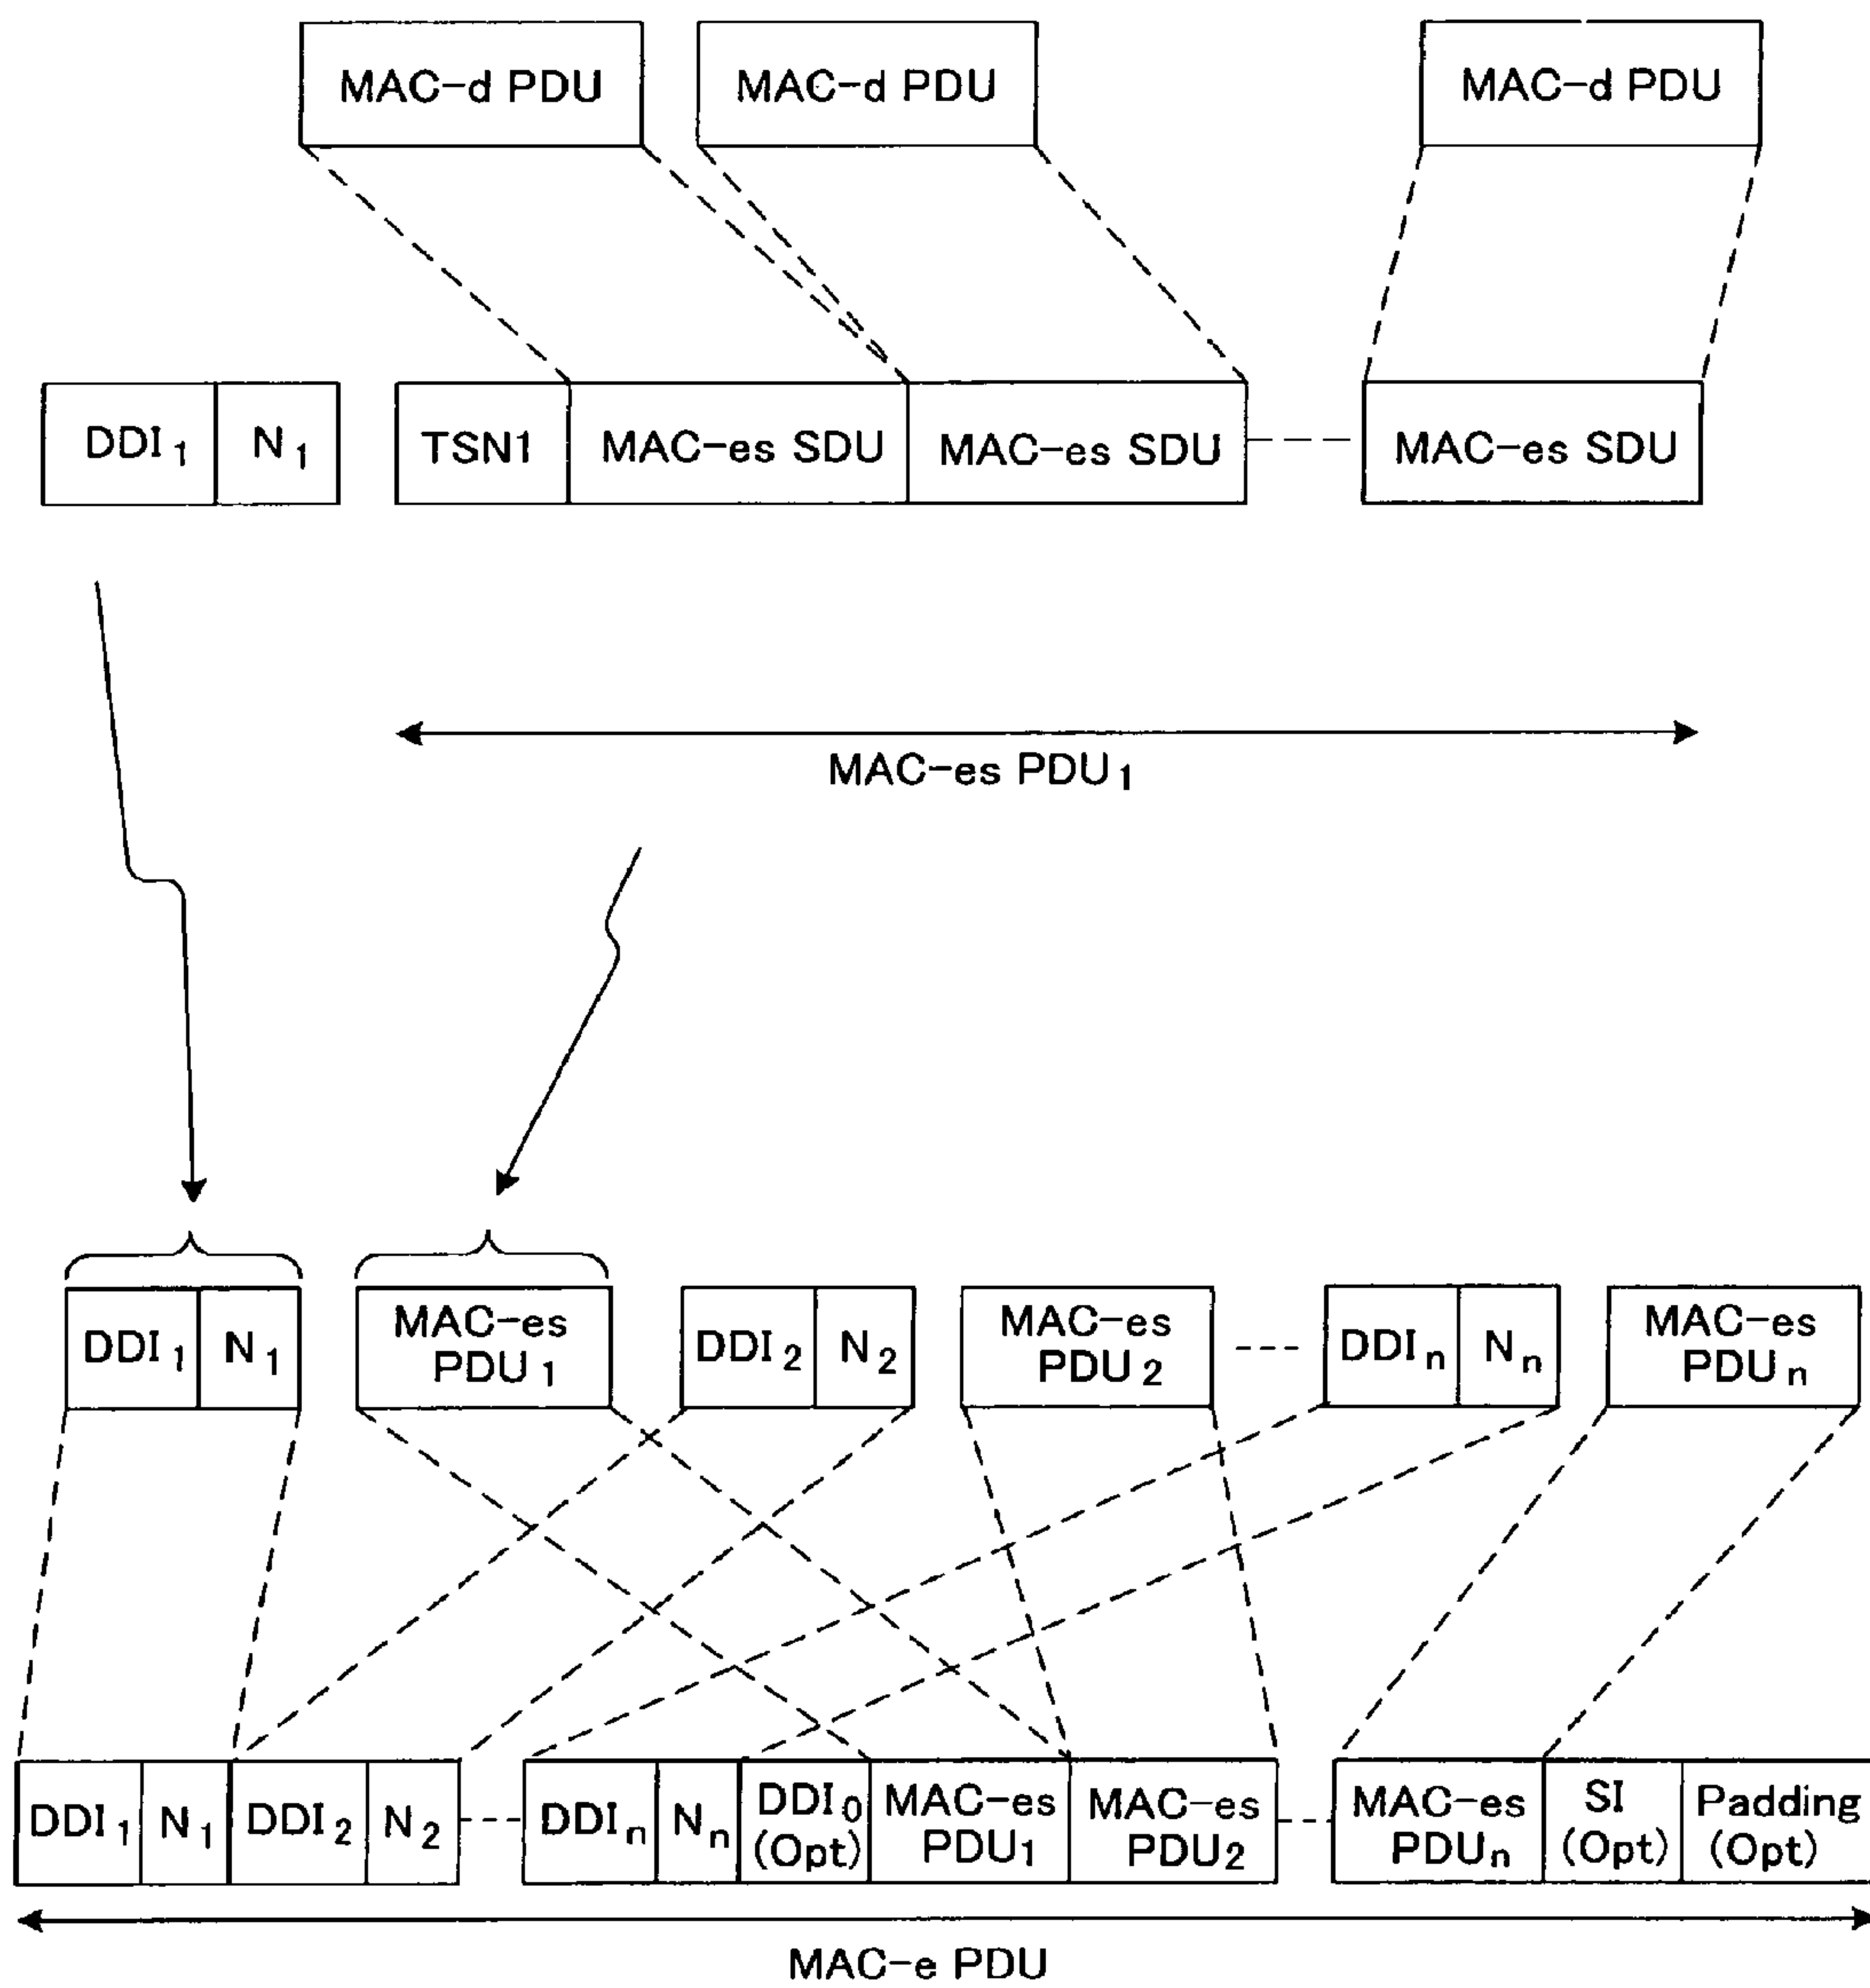 MAC-d PDU MAC-d PDU MAC-d PDU
DDI1 N1 TSN1 MAC-es SDU MAC-es SDU MAC-es SDU
MAC-es PDU1
DDI1 N1 MAC-es PDU1 DDI2 N2 MAC-es PDU2 DDIn Nn MAC-es PDUn
DDI1 N1 DDI2 N2 DDIn Nn DDI0 (Opt) MAC-es PDU1 MAC-es PDU2 MAC-es PDUn SI (Opt) Padding (Opt)
MAC-e PDU